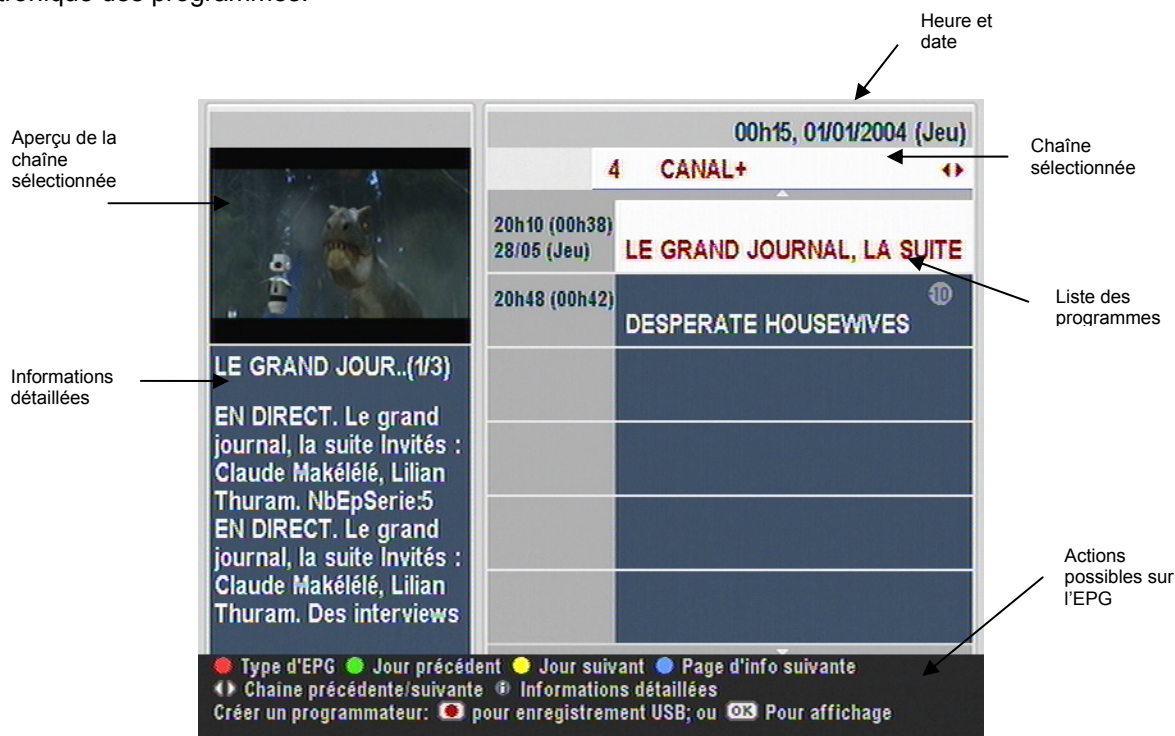 tronique des programmes.
Heure et
date
Aperçu de la
chaîne
sélectionnée
00h15, 01/01/2004 (Jeu)
4 CANAL+
Chaîne
sélectionnée
20h10 (00h38)
28/05 (Jeu)
LE GRAND JOURNAL, LA SUITE
20h48 (00h42)
-10
DESPERATE HOUSEWIVES
Liste des
programmes
Informations
détaillées
LE GRAND JOUR..(1/3)
EN DIRECT. Le grand
journal, la suite Invités :
Claude Makélélé, Lilian
Thuram. NbEpSerie:5
EN DIRECT. Le grand
journal, la suite Invités :
Claude Makélélé, Lilian
Thuram. Des interviews
Actions
possibles sur
l'EPG
Type d'EPG Jour précédent Jour suivant Page d'info suivante
Chaine précédente/suivante i Informations détaillées
Créer un programmateur: pour enregistrement USB; ou OK Pour affichage